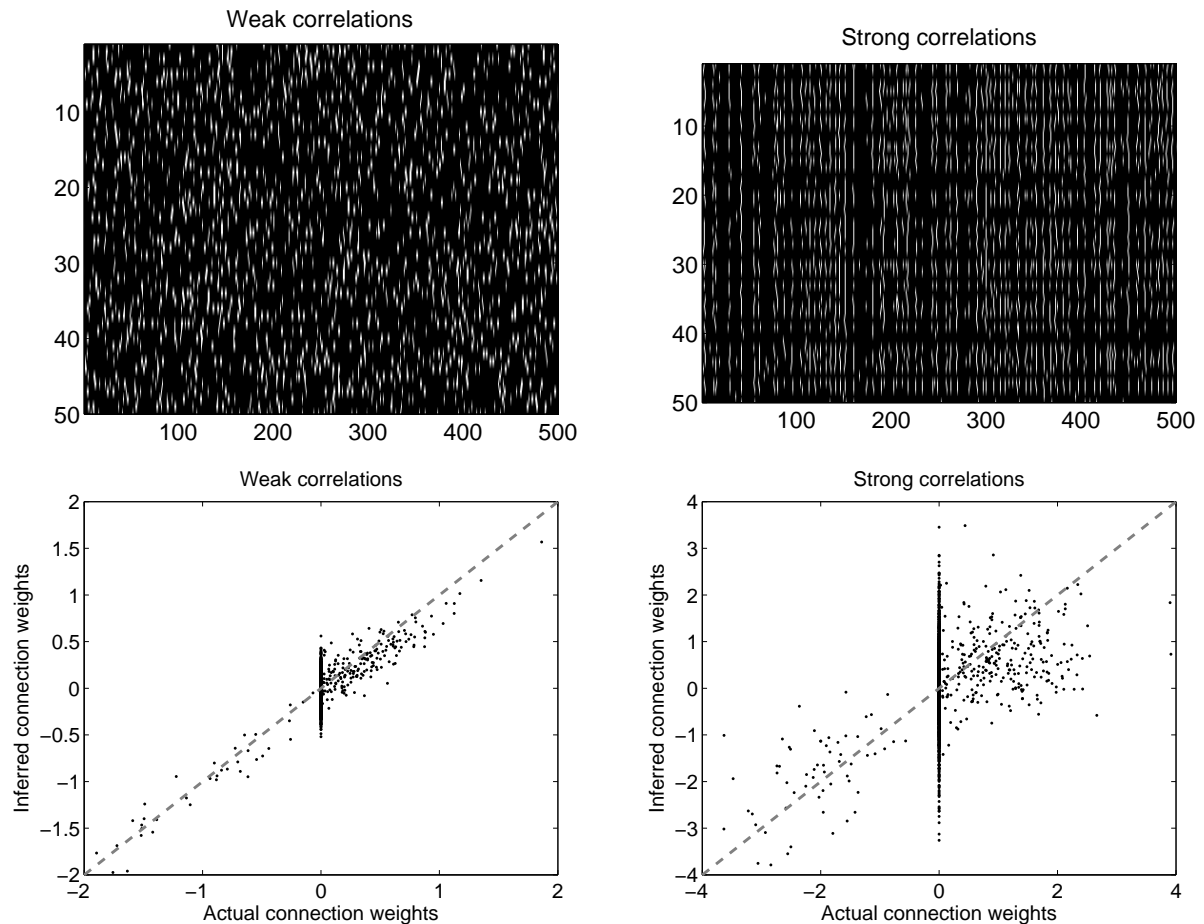 Weak correlations
10
20
30
40
50
100 200 300 400 500
Strong correlations
10
20
30
40
50
100 200 300 400 500
Weak correlations
2
1.5
1
0.5
0
−0.5
−1
−1.5
−2
−2 −1 0 1 2
Inferred connection weights
Actual connection weights
Strong correlations
4
3
2
1
0
−1
−2
−3
−4
−4 −2 0 2 4
Inferred connection weights
Actual connection weights